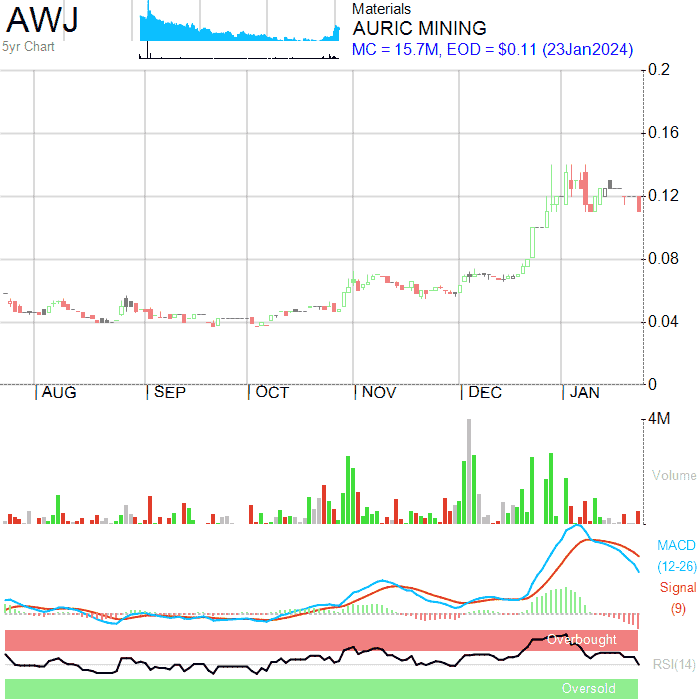 AWJ
5yr Chart
Materials
AURIC MINING
MC = 15.7M, EOD = $0.11 (23Jan2024)
0.2
0.16
0.12
0.08
0.04
0
AUG SEP OCT NOV DEC JAN
4M
Volume
MACD
(12-26)
Signal
(9)
Overbought
RSI(14)
Oversold